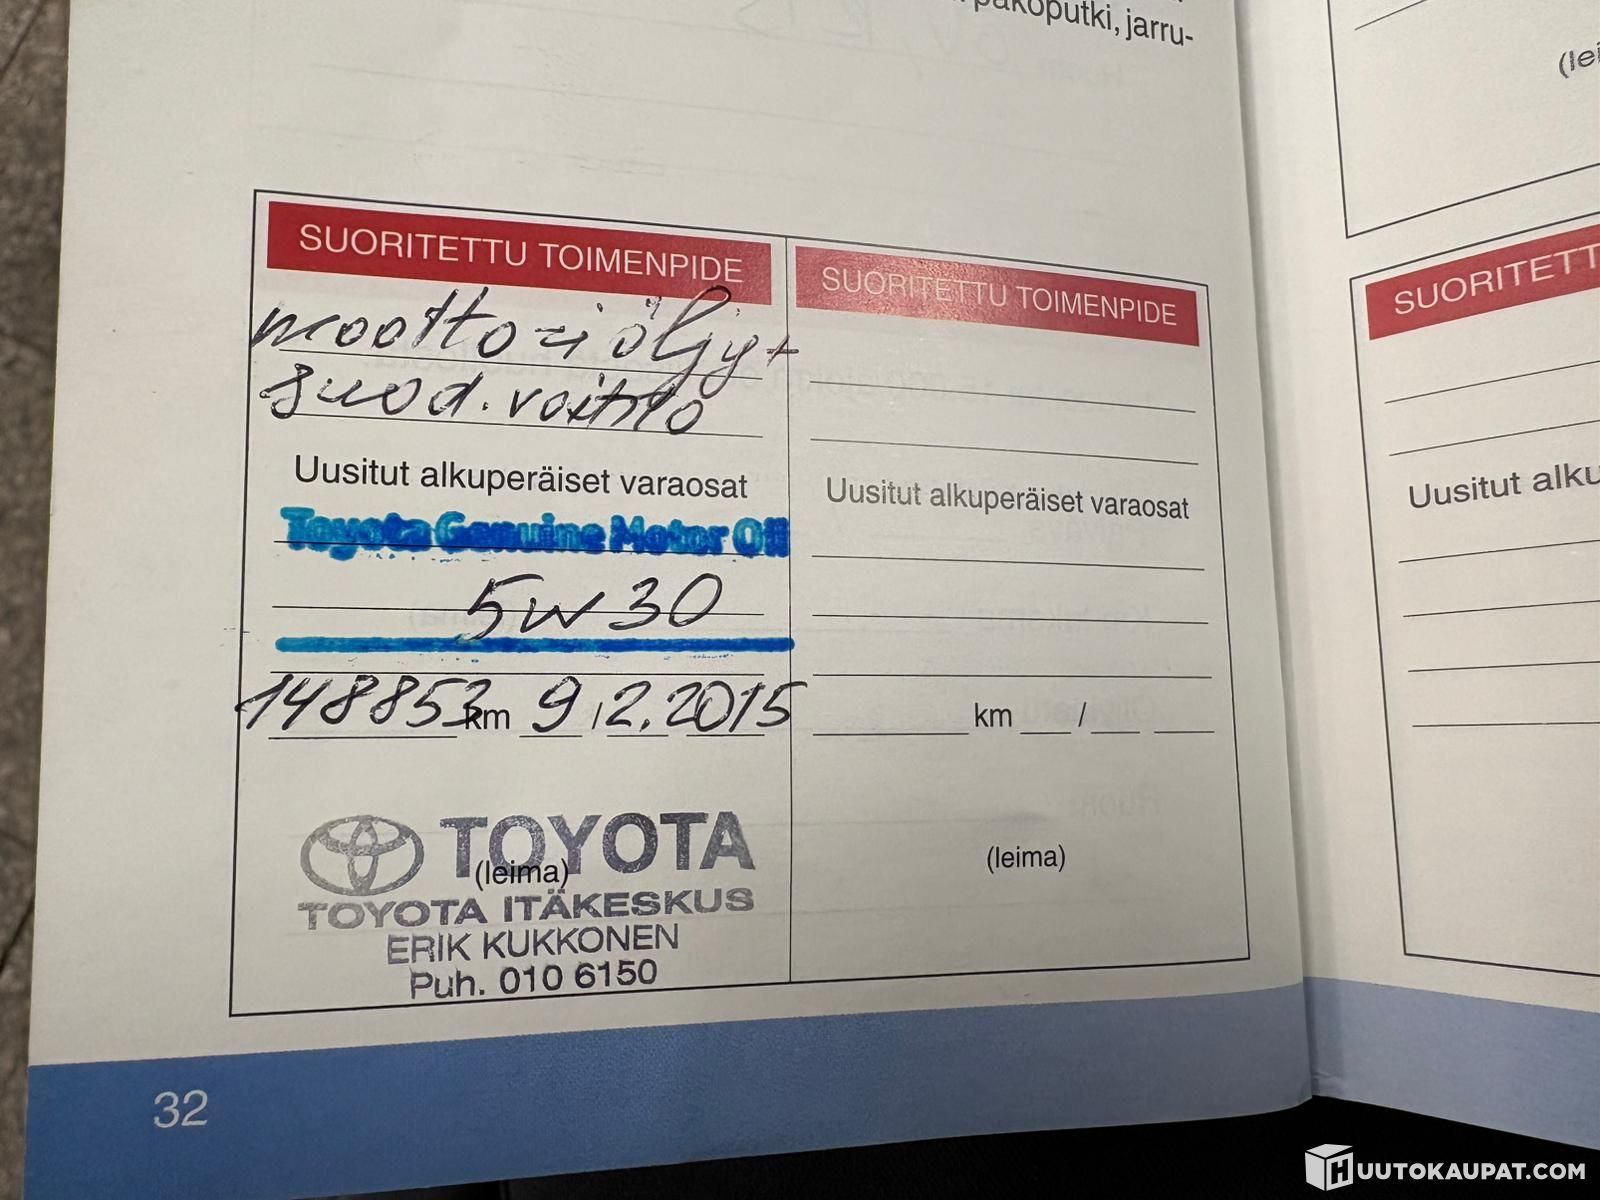 pakoputki, jarru-
SUORITETTU TOIMENPIDE
moottoriöljy+
suod. vaihto
Uusitut alkuperäiset varaosat
Toyota Genuine Motor Oil
5w30
148853 km 9 / 2. 2015
(leima)
TOYOTA
TOYOTA ITÄKESKUS
ERIK KUKKONEN
Puh. 010 6150
SUORITETTU TOIMENPIDE
Uusitut alkuperäiset varaosat
km /
(leima)
32
(lei
SUORITETT
Uusitut alku
HUUTOKAUPAT.COM